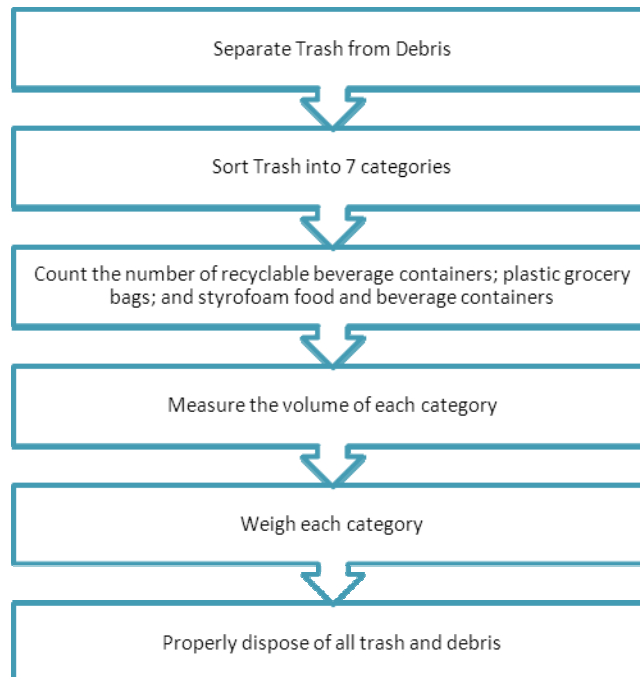 Separate Trash from Debris
Sort Trash into 7 categories
Count the number of recyclable beverage containers; plastic grocery
bags; and styrofoam food and beverage containers
Measure the volume of each category
Weigh each category
Properly dispose of all trash and debris